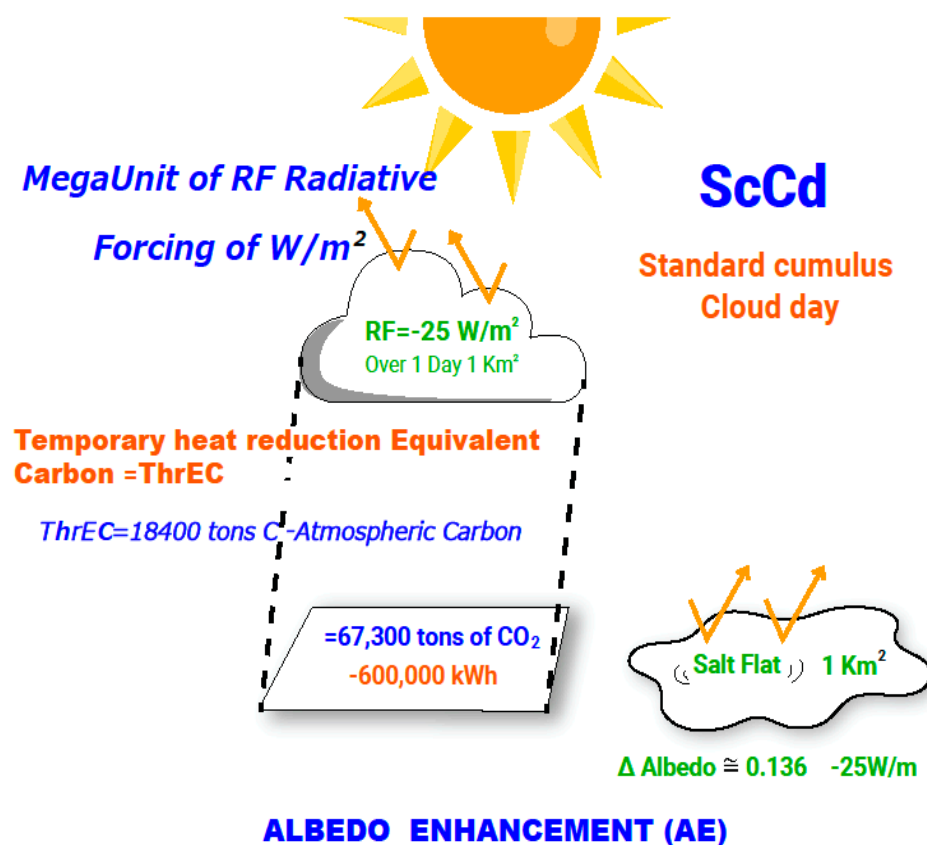 MegaUnit of RF Radiative
Forcing of W/m²
ScCd
Standard cumulus
Cloud day
RF=-25 W/m²
Over 1 Day 1 Km²
Temporary heat reduction Equivalent
Carbon =ThrEC
ThrEC=18400 tons C -Atmospheric Carbon
=67,300 tons of CO₂
-600,000 kWh
Salt Flat 1 Km²
Δ Albedo ≅ 0.136 -25W/m
ALBEDO ENHANCEMENT (AE)